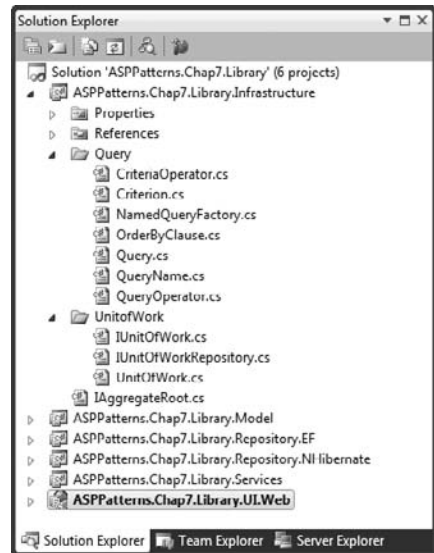 Solution Explorer
Solution 'ASPPatterns.Chap7.Library' (6 projects)
ASPPatterns.Chap7.Library.Infrastructure
Properties
References
Query
CriteriaOperator.cs
Criterion.cs
NamedQueryFactory.cs
OrderByClause.cs
Query.cs
QueryName.cs
QueryOperator.cs
UnitofWork
IUnitOfWork.cs
IUnitOfWorkRepository.cs
UnitOfWork.cs
IAggregateRoot.cs
ASPPatterns.Chap7.Library.Model
ASPPatterns.Chap7.Library.Repository.EF
ASPPatterns.Chap7.Library.Repository.NHibernate
ASPPatterns.Chap7.Library.Services
ASPPatterns.Chap7.Library.UI.Web
Solution Explorer Team Explorer Server Explorer